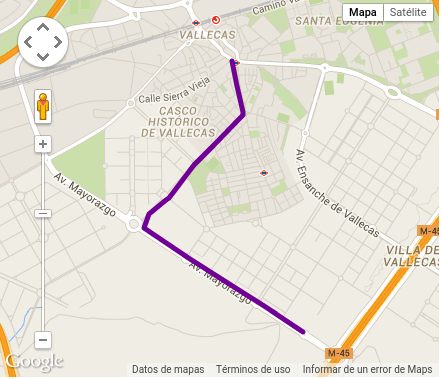 Camino
Mapa
Satélite
SANTA EUGENIA
VALLECAS
Calle Sierra Vieja
CASCO
HISTÓRICO
DE VALLECAS
Av. Ensanche de Vallecas
Av. Mayorazgo
M-45
VILLA DE
VALLECAS
Av. Mayorazgo
M-45
Google
Datos de mapas
Términos de uso
Informar de un error de Maps